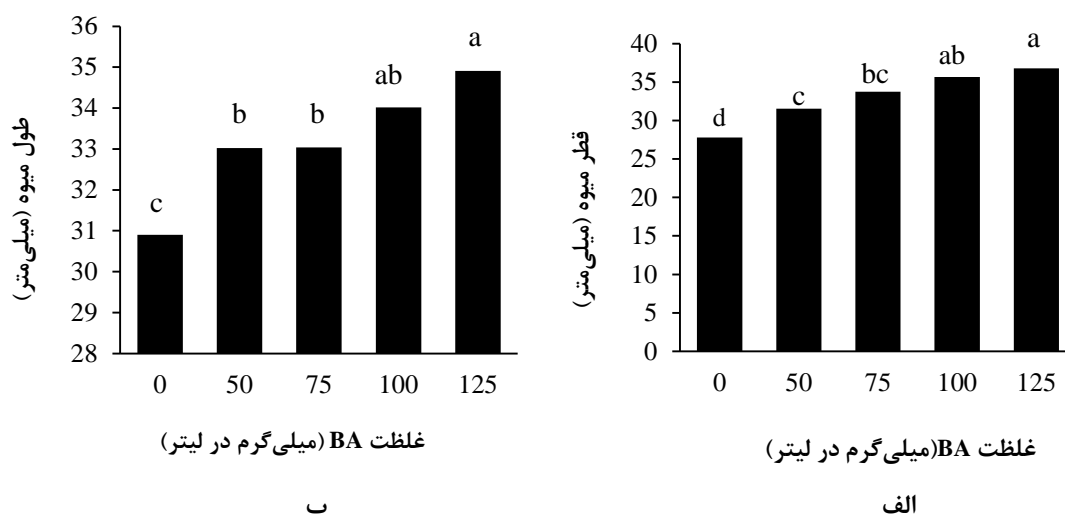 36
35
34
33
32
31
30
29
28
طول میوه (میلی‌متر)
c
b
b
ab
a
0 50 75 100 125
غلظت BA (میلی‌گرم در لیتر)
ب
40
35
30
25
20
15
10
5
0
قطر میوه (میلی‌متر)
d
c
bc
ab
a
0 50 75 100 125
غلظت BA(میلی‌گرم در لیتر)
الف